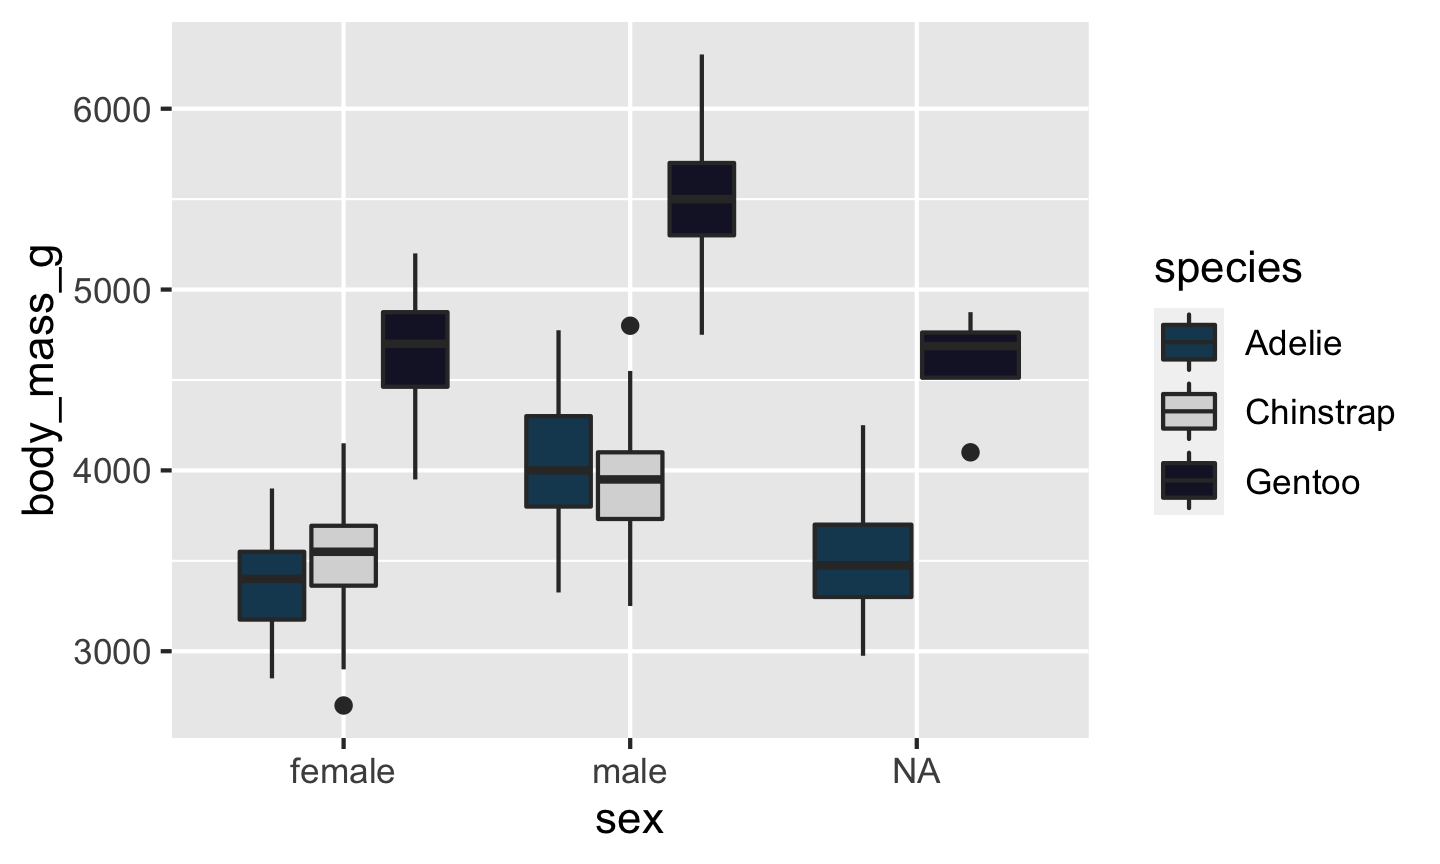 body_mass_g
6000
5000
4000
3000
female male NA
sex
species
Adelie
Chinstrap
Gentoo